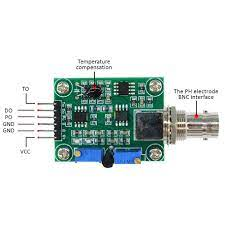 Temperature
compensation
The PH electrode
BNC interface
TO
DO
PO
GND
GND
VCC